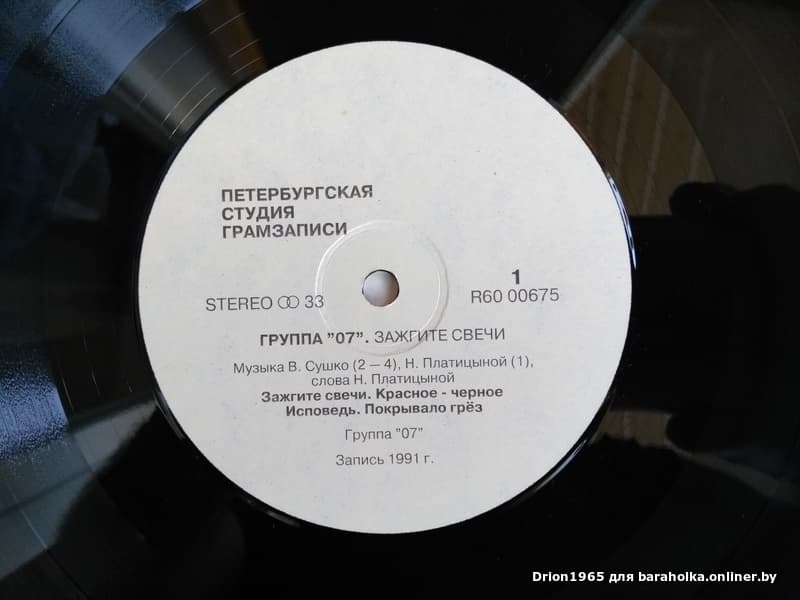 ПЕТЕРБУРГСКАЯ
СТУДИЯ
ГРАМЗАПИСИ
STEREO 33
1
R60 00675
ГРУППА "07". ЗАЖГИТЕ СВЕЧИ
Музыка В. Сушко (2 — 4), Н. Платицыной (1),
слова Н. Платицыной
Зажгите свечи. Красное - черное
Исповедь. Покрывало грёз
Группа "07"
Запись 1991 г.
Drion1965 для baraholka.onliner.by